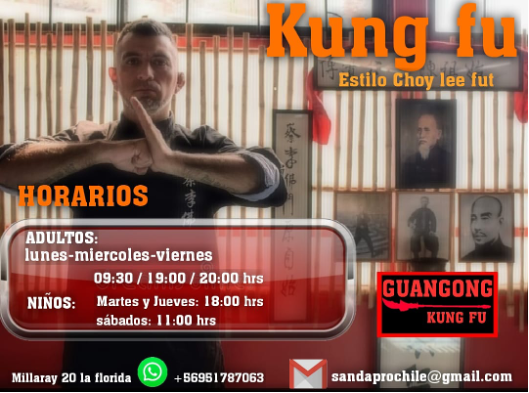 Kung fu
Estilo Choy lee fut
HORARIOS
ADULTOS:
lunes-miercoles-viernes
09:30 / 19:00 / 20:00 hrs
NIÑOS: Martes y Jueves: 18:00 hrs
sábados: 11:00 hrs
GUANGONG
KUNG FU
Millaray 20 la florida +56951787063 sandaprochile@gmail.com